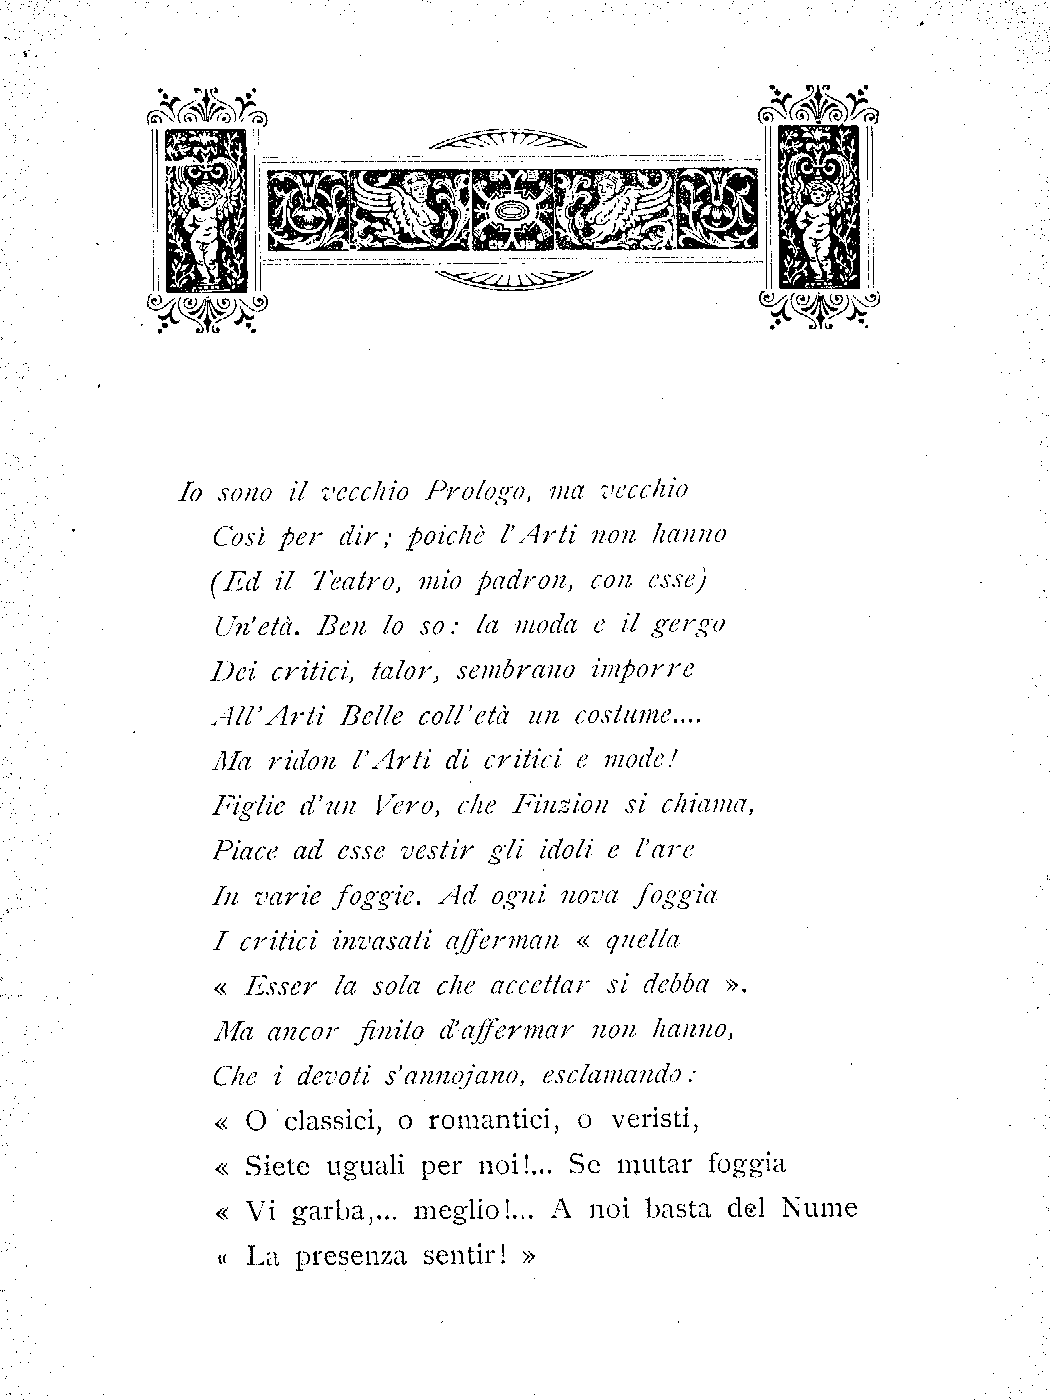 Io sono il vecchio Prologo, ma vecchio
Così per dir; poichè l'Arti non hanno
(Ed il Teatro, mio padron, con esse)
Un'età. Ben lo so: la moda e il gergo
Dei critici, talor, sembrano imporre
All'Arti Belle coll'età un costume....
Ma ridon l'Arti di critici e mode!
Figlie d'un Vero, che Finzion si chiama,
Piace ad esse vestir gli idoli e l'are
In varie foggie. Ad ogni nova foggia
I critici invasati afferman « quella
« Esser la sola che accettar si debba ».
Ma ancor finito d'affermar non hanno,
Che i devoti s'annojano, esclamando:
« O classici, o romantici, o veristi,
« Siete uguali per noi!... Se mutar foggia
« Vi garba,... meglio!... A noi basta del Nume
« La presenza sentir! »